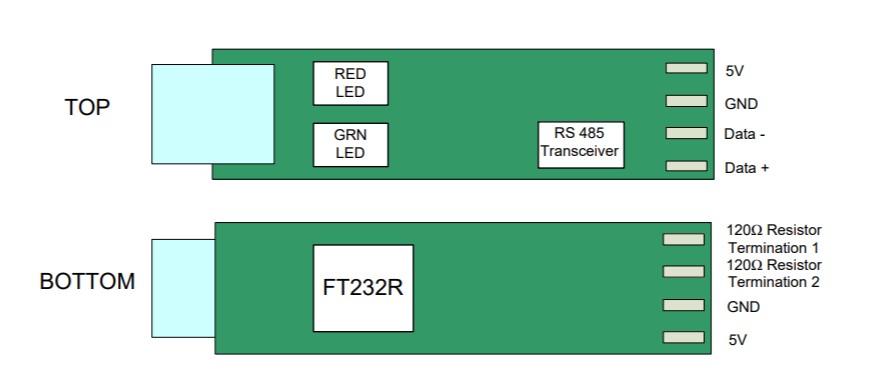 TOP
RED
LED
GRN
LED
RS 485
Transceiver
5V
GND
Data -
Data +
BOTTOM
FT232R
120Ω Resistor
Termination 1
120Ω Resistor
Termination 2
GND
5V